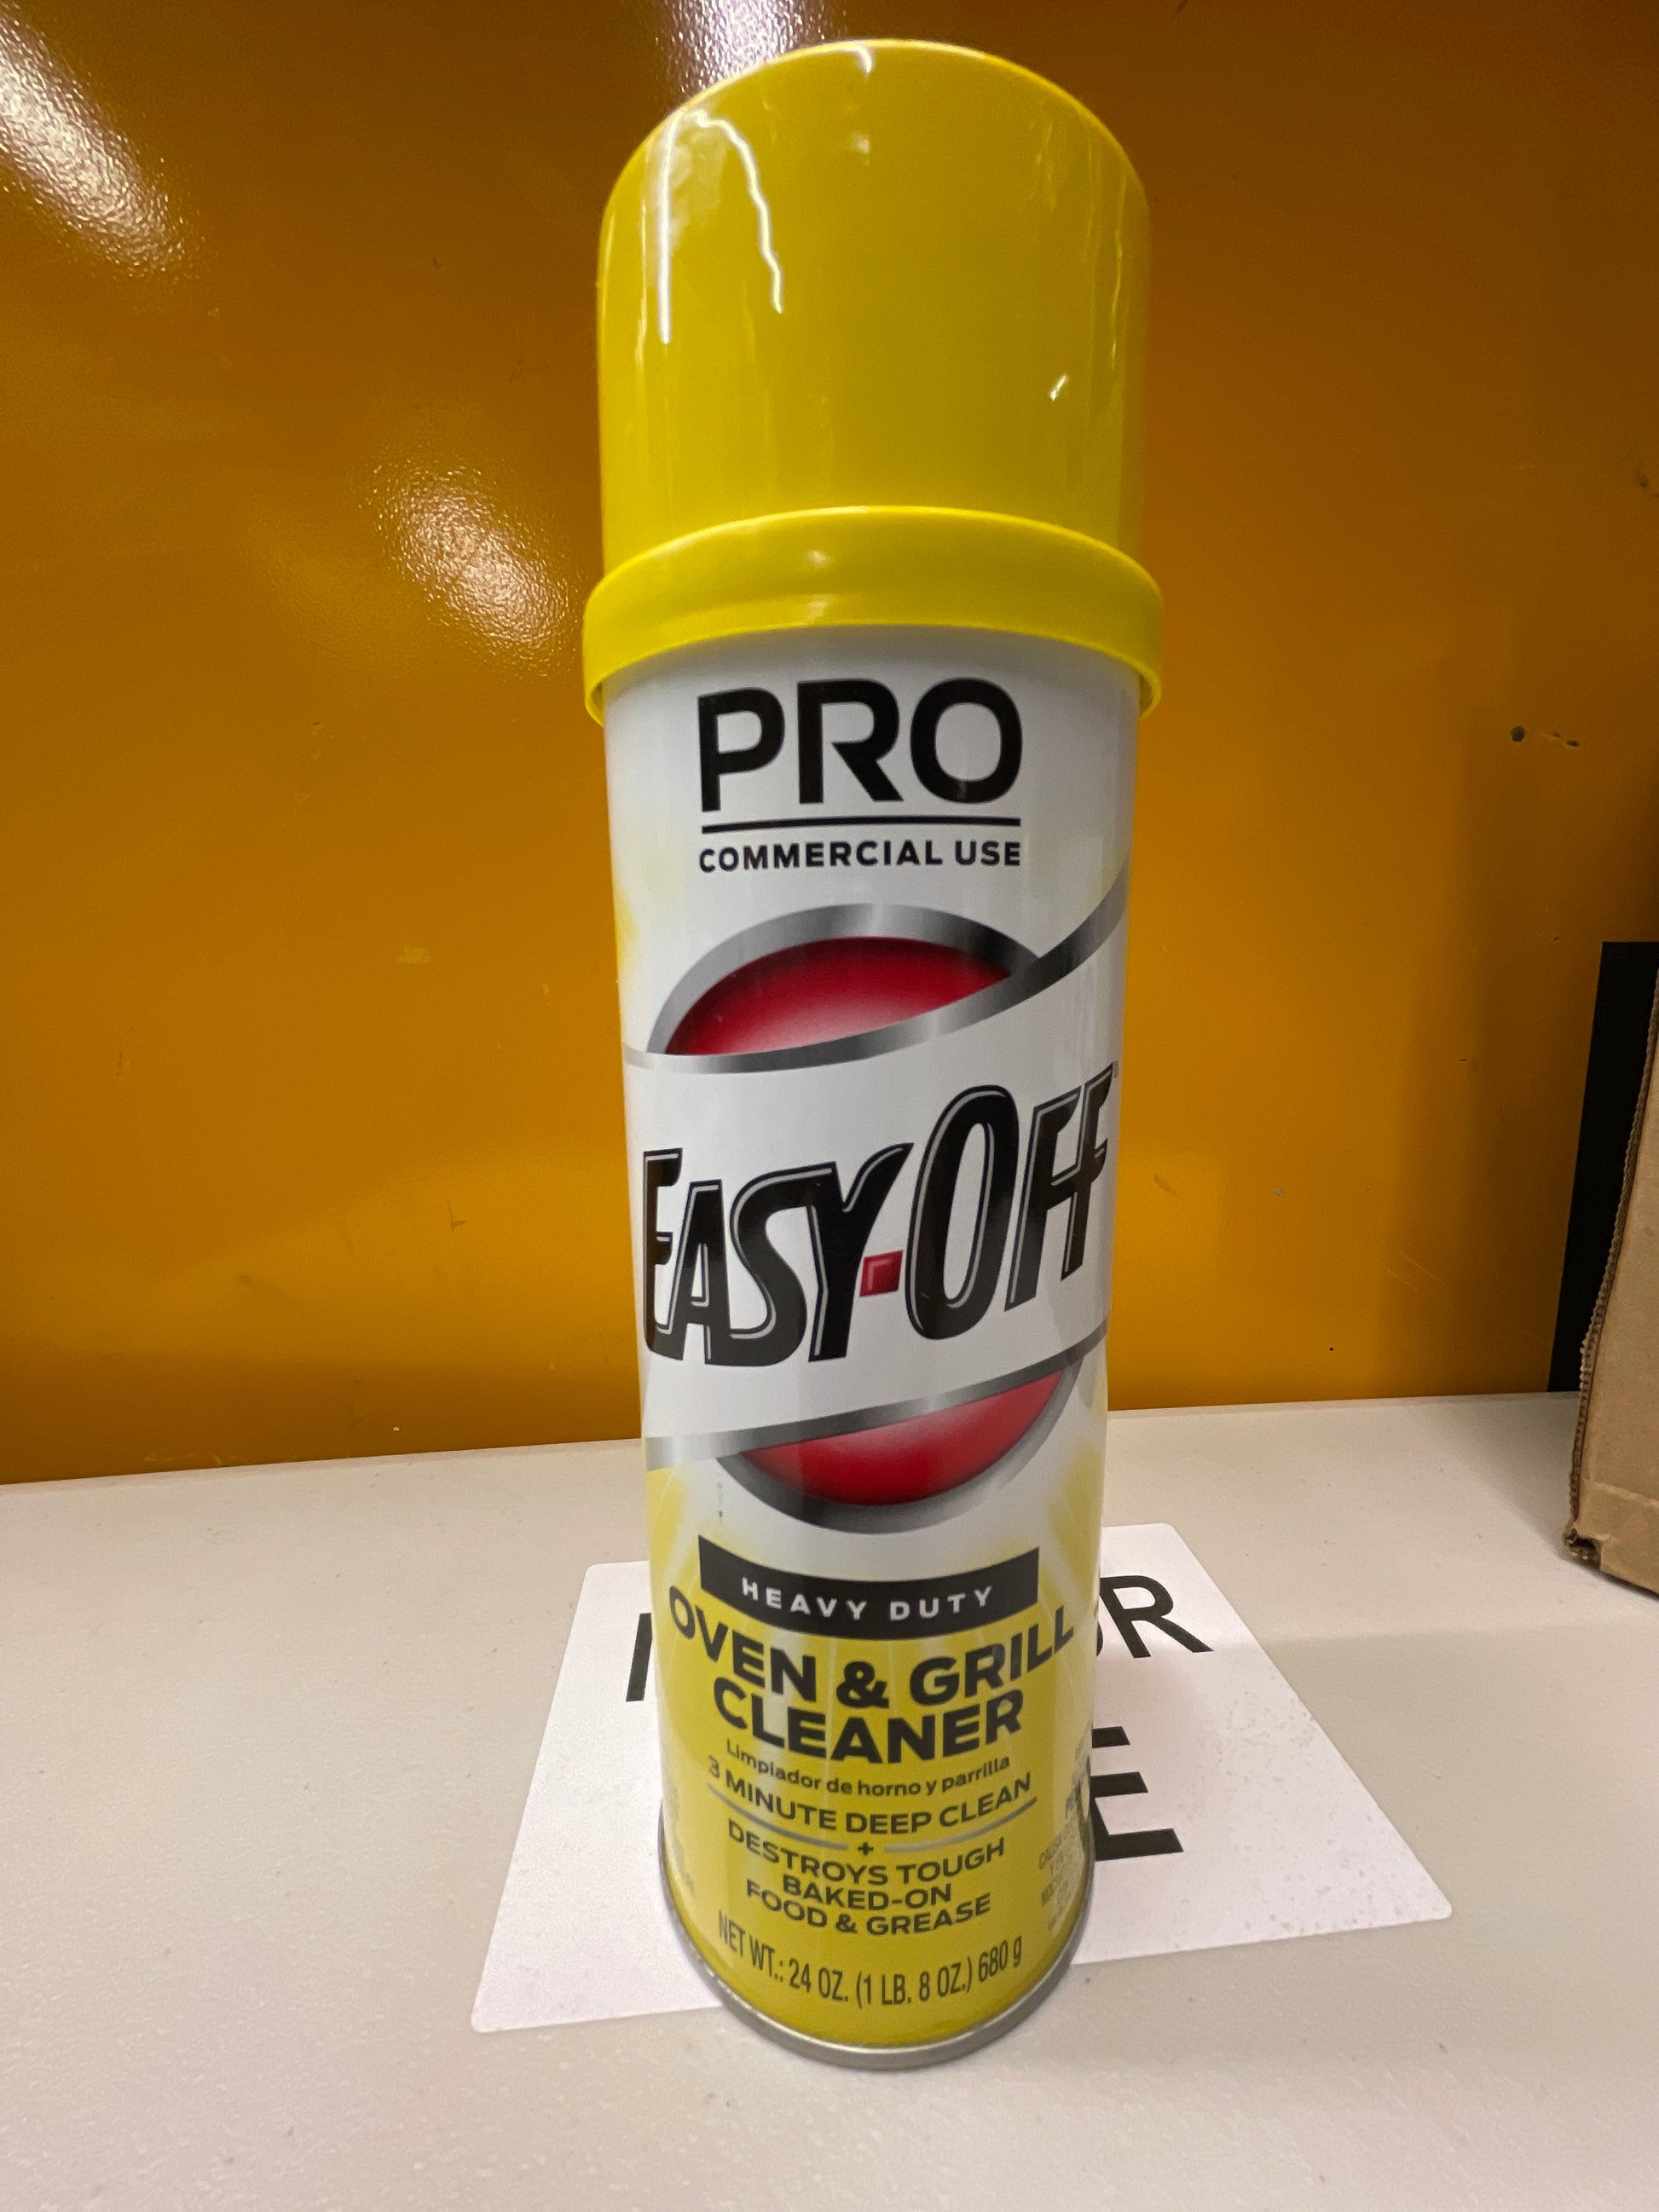 PRO
COMMERCIAL USE
EASY-OFF
HEAVY DUTY
OVEN & GRILL
CLEANER
Limpiador de horno y parrilla
3 MINUTE DEEP CLEAN
+
DESTROYS TOUGH
BAKED-ON
FOOD & GREASE
NET WT.: 24 OZ. (1 LB. 8 OZ.) 680 g